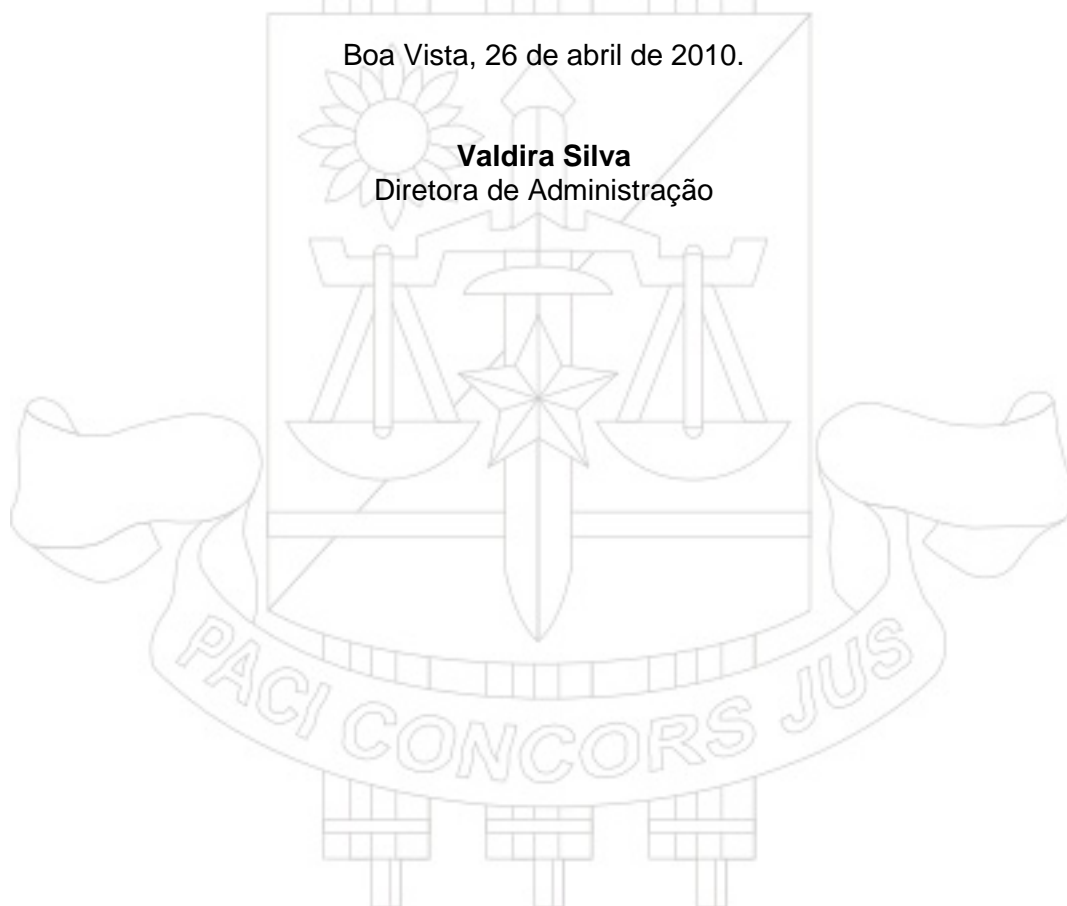 Boa Vista, 26 de abril de 2010.
Valdira Silva
Diretora de Administração
PACI CONCORS JUS